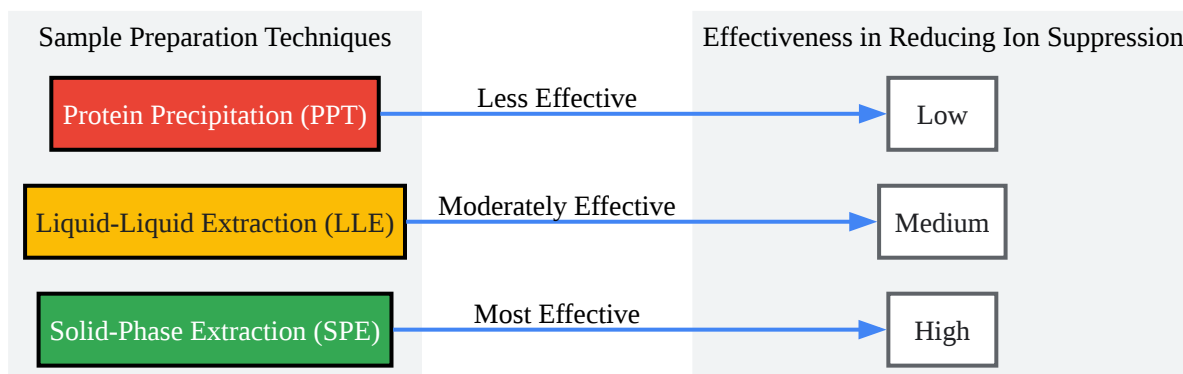 Sample Preparation Techniques
Effectiveness in Reducing Ion Suppression
Protein Precipitation (PPT)
Less Effective
Low
Liquid-Liquid Extraction (LLE)
Moderately Effective
Medium
Solid-Phase Extraction (SPE)
Most Effective
High